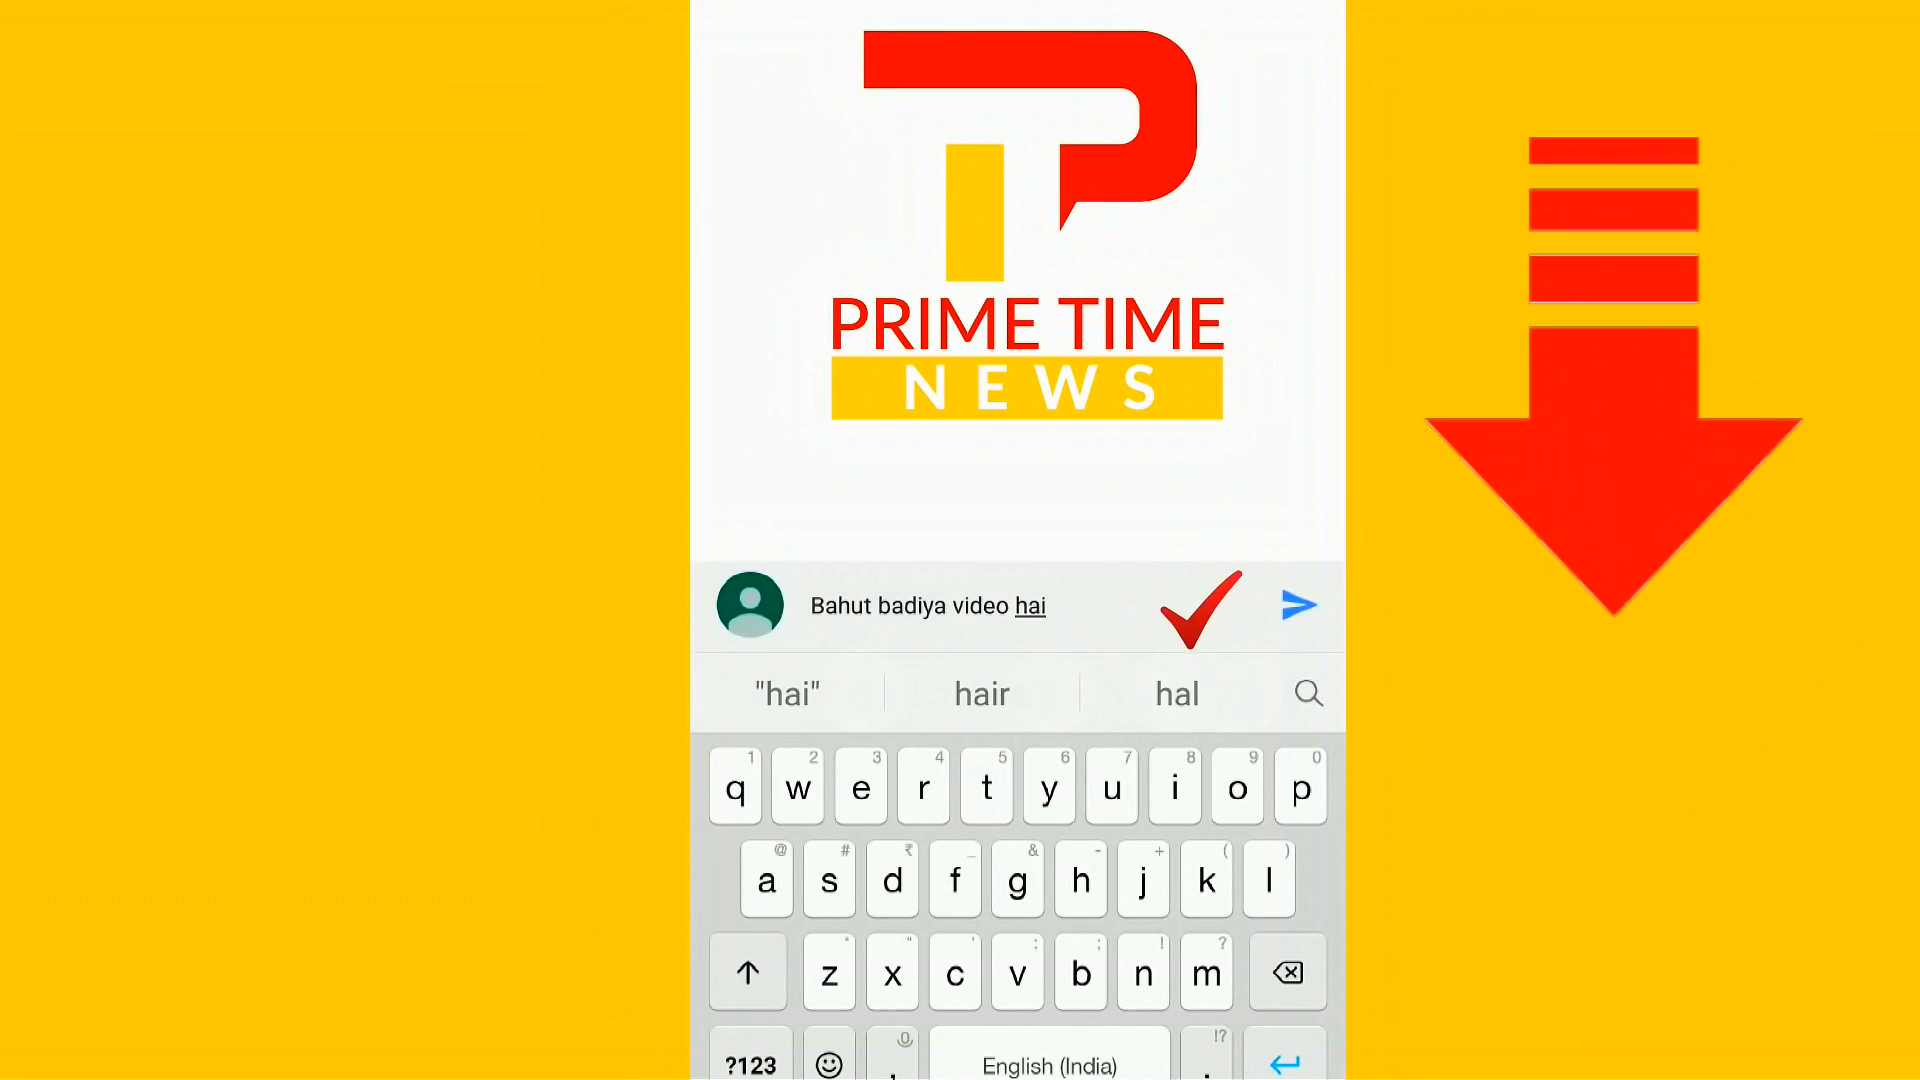 PRIME TIME
NEWS
Bahut badiya video hai
"hai" hair hal
1 2 3 4 5 6 7 8 9 0
q w e r t y u i o p
@ # ₹ _ & - + ( )
a s d f g h j k l
* " ' : ; ! ?
z x c v b n m
!?
?123 , English (India) .